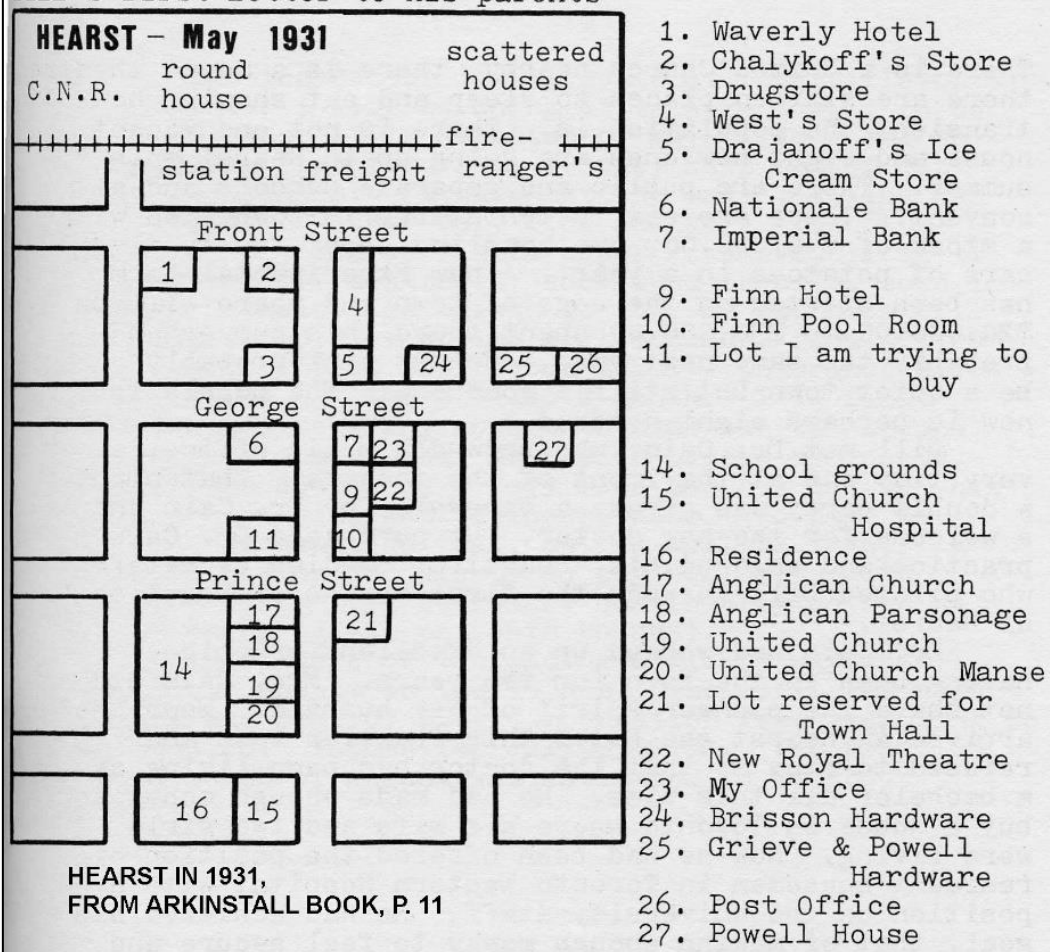 HEARST – May 1931
C.N.R.
round
house
scattered
houses
fire-
ranger's
station freight
Front Street
1
2
4
3
5
24
25
26
George Street
6
7
23
27
9
22
11
10
Prince Street
17
21
18
14
19
20
16
15
HEARST IN 1931,
FROM ARKINSTALL BOOK, P. 11
1. Waverly Hotel
2. Chalykoff's Store
3. Drugstore
4. West's Store
5. Drajanoff's Ice
Cream Store
6. Nationale Bank
7. Imperial Bank
9. Finn Hotel
10. Finn Pool Room
11. Lot I am trying to
buy
14. School grounds
15. United Church
Hospital
16. Residence
17. Anglican Church
18. Anglican Parsonage
19. United Church
20. United Church Manse
21. Lot reserved for
Town Hall
22. New Royal Theatre
23. My Office
24. Brisson Hardware
25. Grieve & Powell
Hardware
26. Post Office
27. Powell House